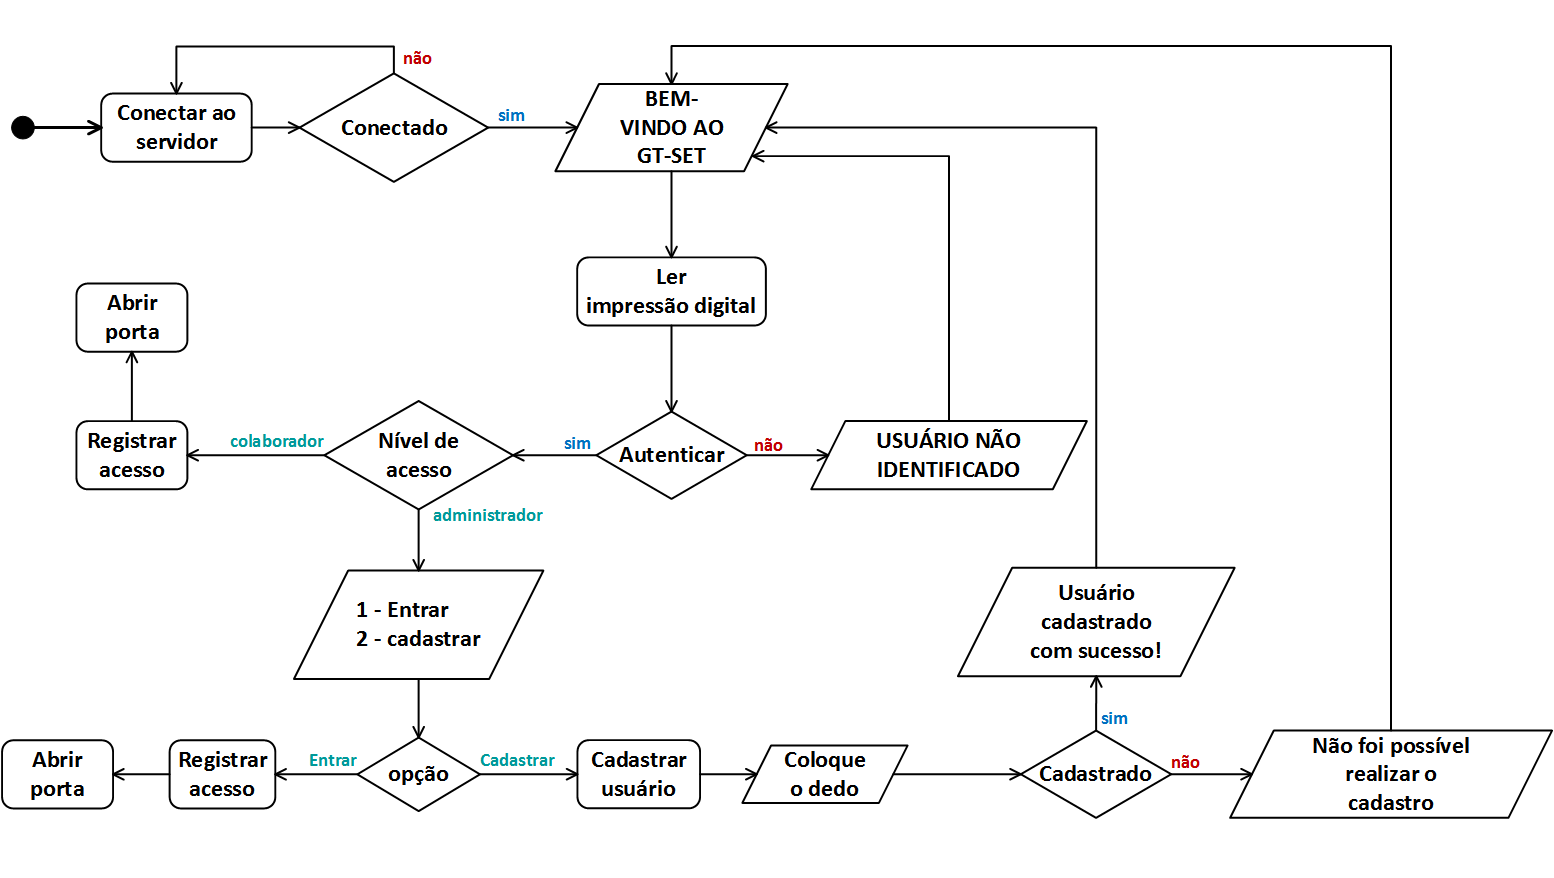 não
Conectar ao
servidor
Conectado
sim
BEM-
VINDO AO
GT-SET
Ler
impressão digital
Abrir
porta
Registrar
acesso
colaborador
Nível de
acesso
sim
Autenticar
não
USUÁRIO NÃO
IDENTIFICADO
administrador
1 - Entrar
2 - cadastrar
Usuário
cadastrado
com sucesso!
sim
Abrir
porta
Registrar
acesso
Entrar
opção
Cadastrar
Cadastrar
usuário
Coloque
o dedo
Cadastrado
não
Não foi possível
realizar o
cadastro